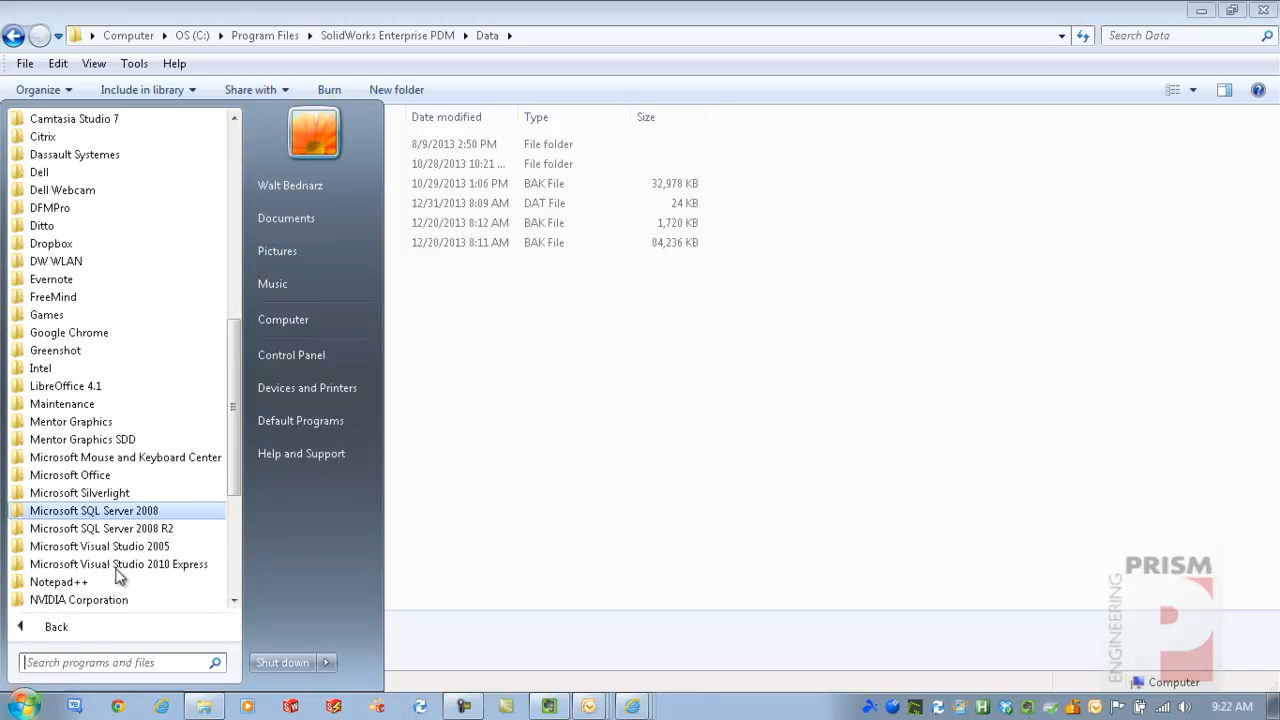 Computer OS (C:) Program Files SolidWorks Enterprise PDM Data Search Data
File Edit View Tools Help
Organize Include in library Share with Burn New folder
Date modified Type Size
8/9/2013 2:50 PM File folder
10/28/2013 10:21 ... File folder
10/29/2013 1:06 PM BAK File 32,978 KB
12/31/2013 8:09 AM DAT File 24 KB
12/20/2013 8:12 AM BAK File 1,720 KB
12/20/2013 8:11 AM BAK File 84,236 KB
Camtasia Studio 7
Citrix
Dassault Systemes
Dell
Dell Webcam
DFMPro
Ditto
Dropbox
DW WLAN
Evernote
FreeMind
Games
Google Chrome
Greenshot
Intel
LibreOffice 4.1
Maintenance
Mentor Graphics
Mentor Graphics SDD
Microsoft Mouse and Keyboard Center
Microsoft Office
Microsoft Silverlight
Microsoft SQL Server 2008
Microsoft SQL Server 2008 R2
Microsoft Visual Studio 2005
Microsoft Visual Studio 2010 Express
Notepad++
NVIDIA Corporation
Back
Search programs and files
Walt Bednarz
Documents
Pictures
Music
Computer
Control Panel
Devices and Printers
Default Programs
Help and Support
Shut down
PRISM
ENGINEERING
Computer
9:22 AM